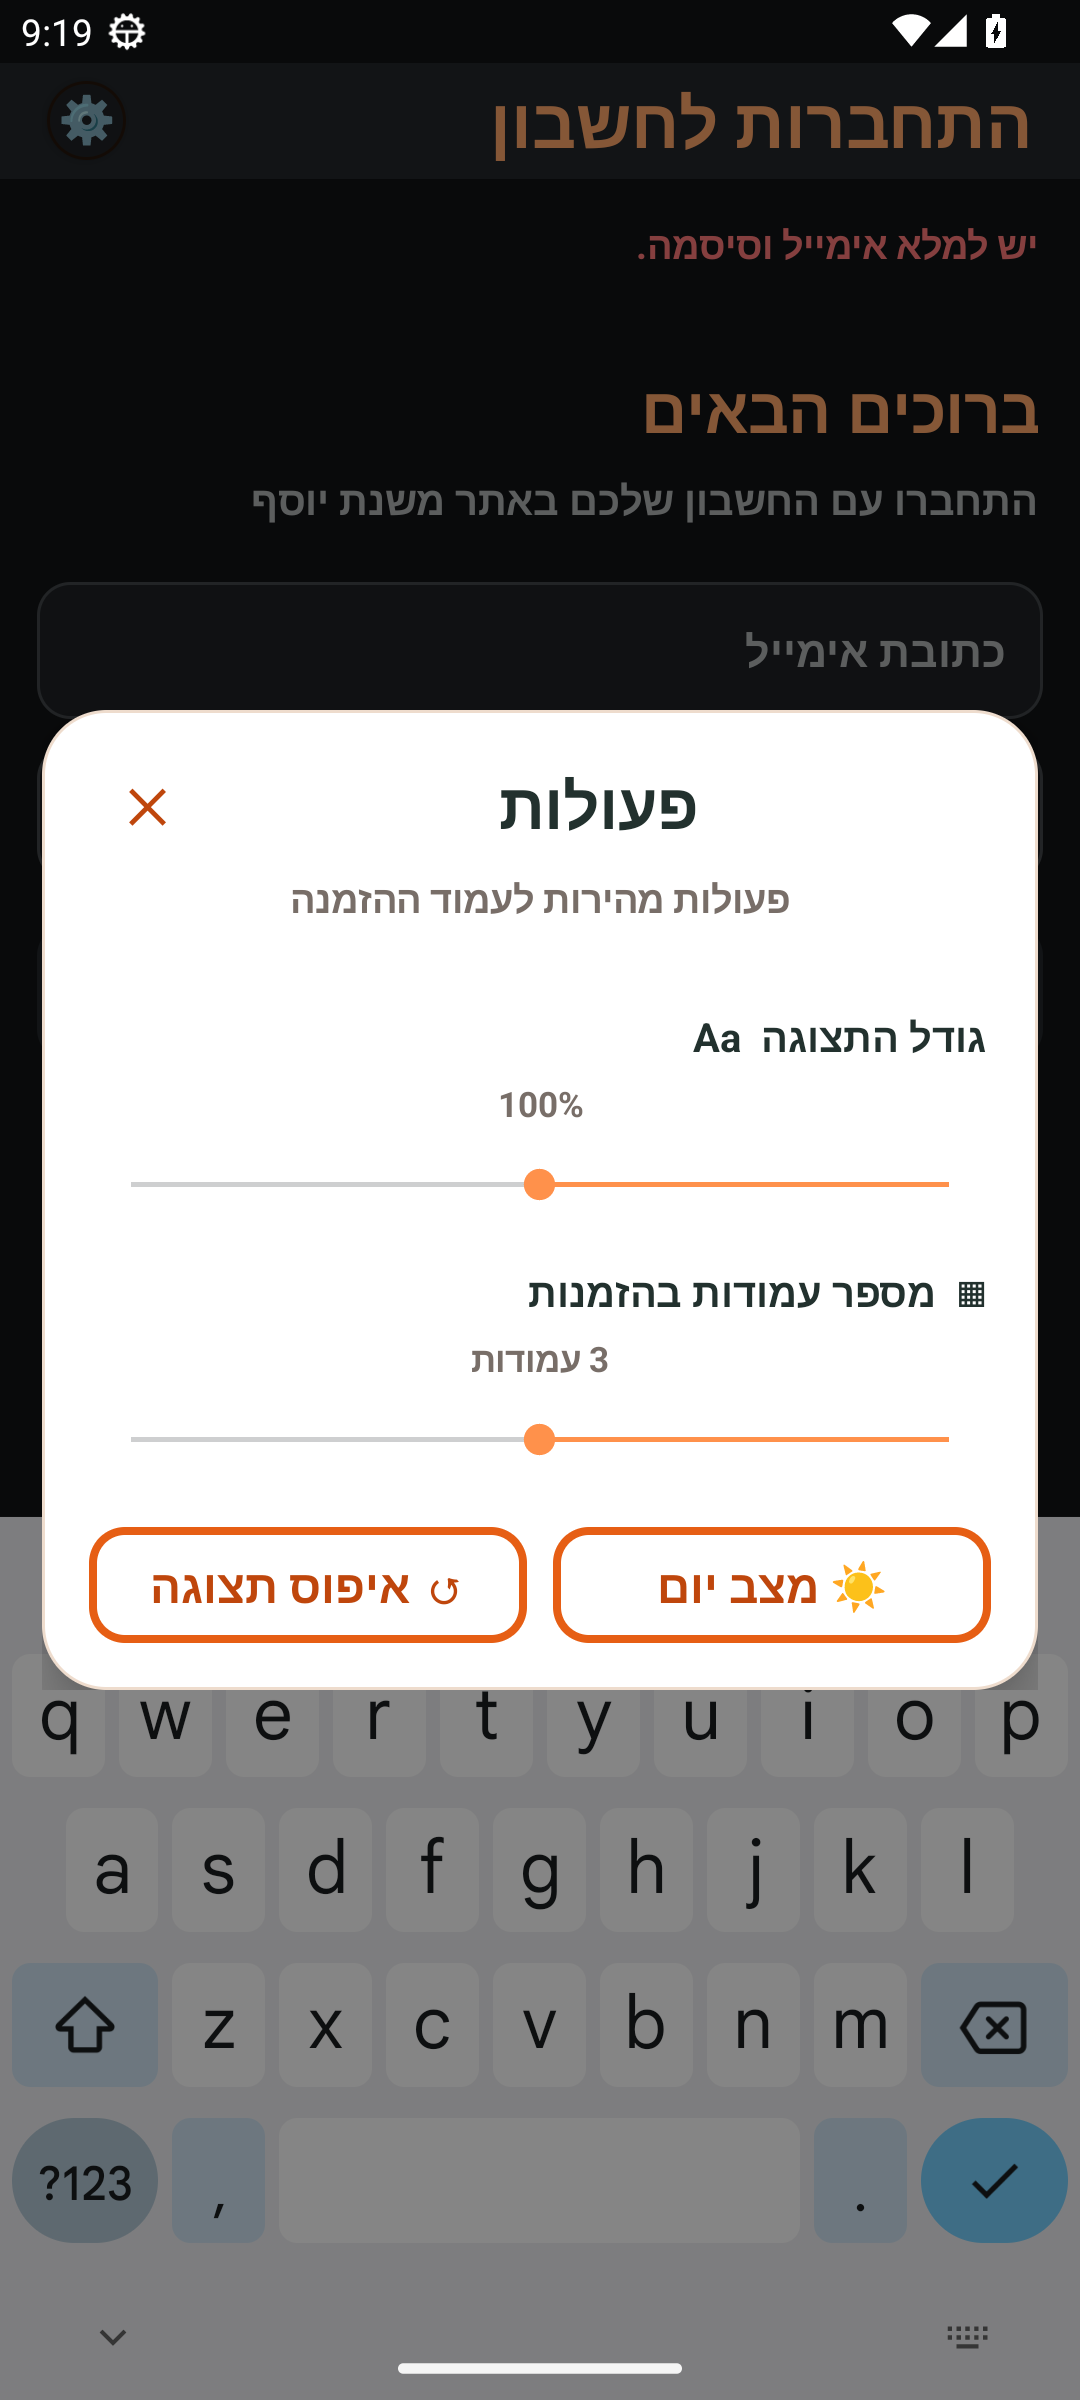 9:19
התחברות לחשבון
יש למלא אימייל וסיסמה.
ברוכים הבאים
התחברו עם החשבון שלכם באתר משנת יוסף
כתובת אימייל
פעולות
פעולות מהירות לעמוד ההזמנה
גודל התצוגה Aa
100%
מספר עמודות בהזמנות
3 עמודות
מצב יום
איפוס תצוגה
q w e r t y u i o p
a s d f g h j k l
z x c v b n m
?123 , .